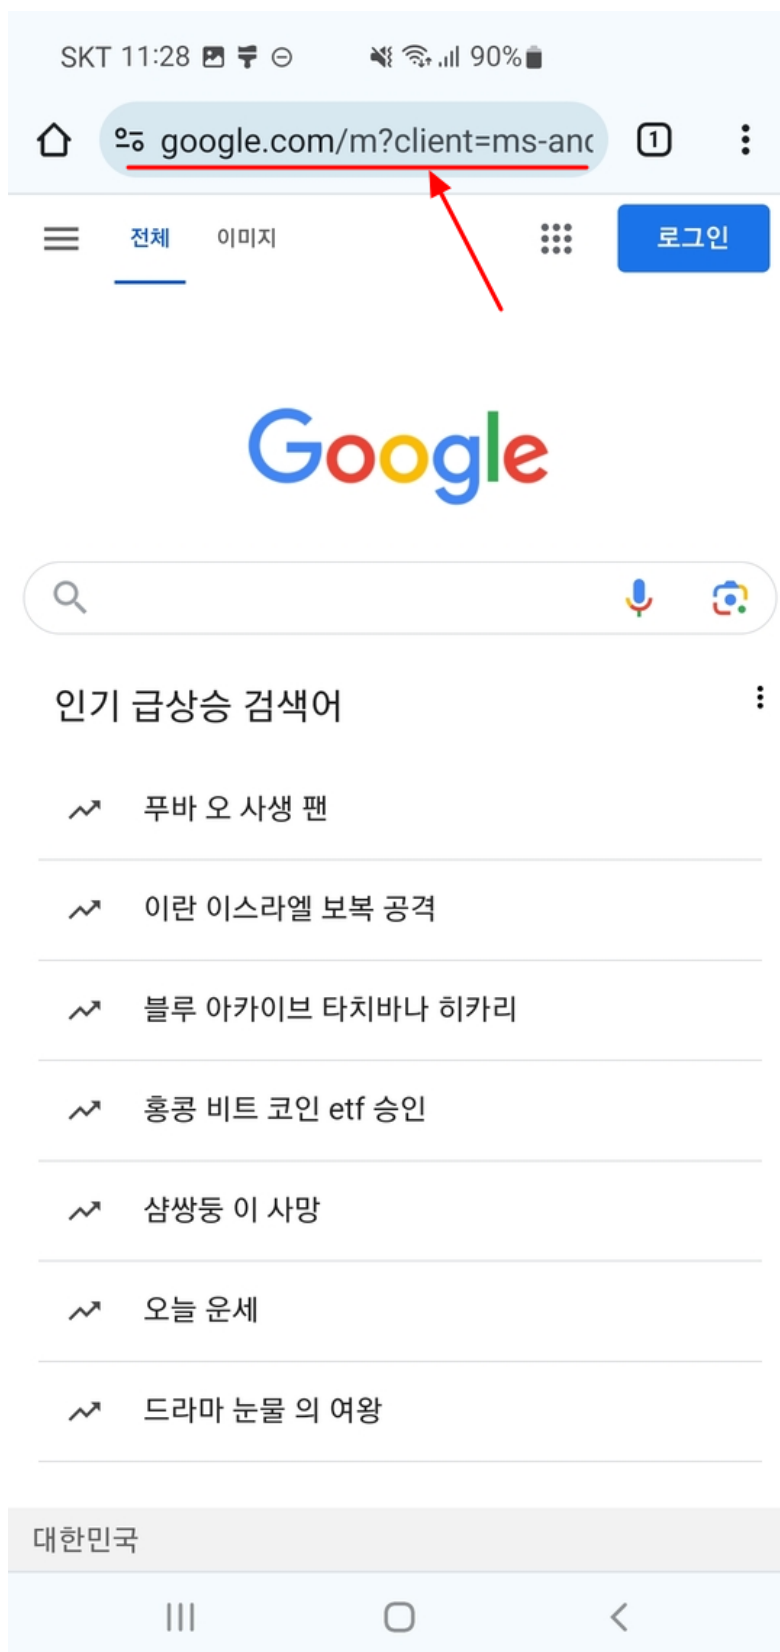 SKT 11:28 90%
google.com/m?client=ms-and
1
전체 이미지 로그인
Google
인기 급상승 검색어
푸바 오 사생 팬
이란 이스라엘 보복 공격
블루 아카이브 타치바나 히카리
홍콩 비트 코인 etf 승인
샴쌍둥 이 사망
오늘 운세
드라마 눈물 의 여왕
대한민국